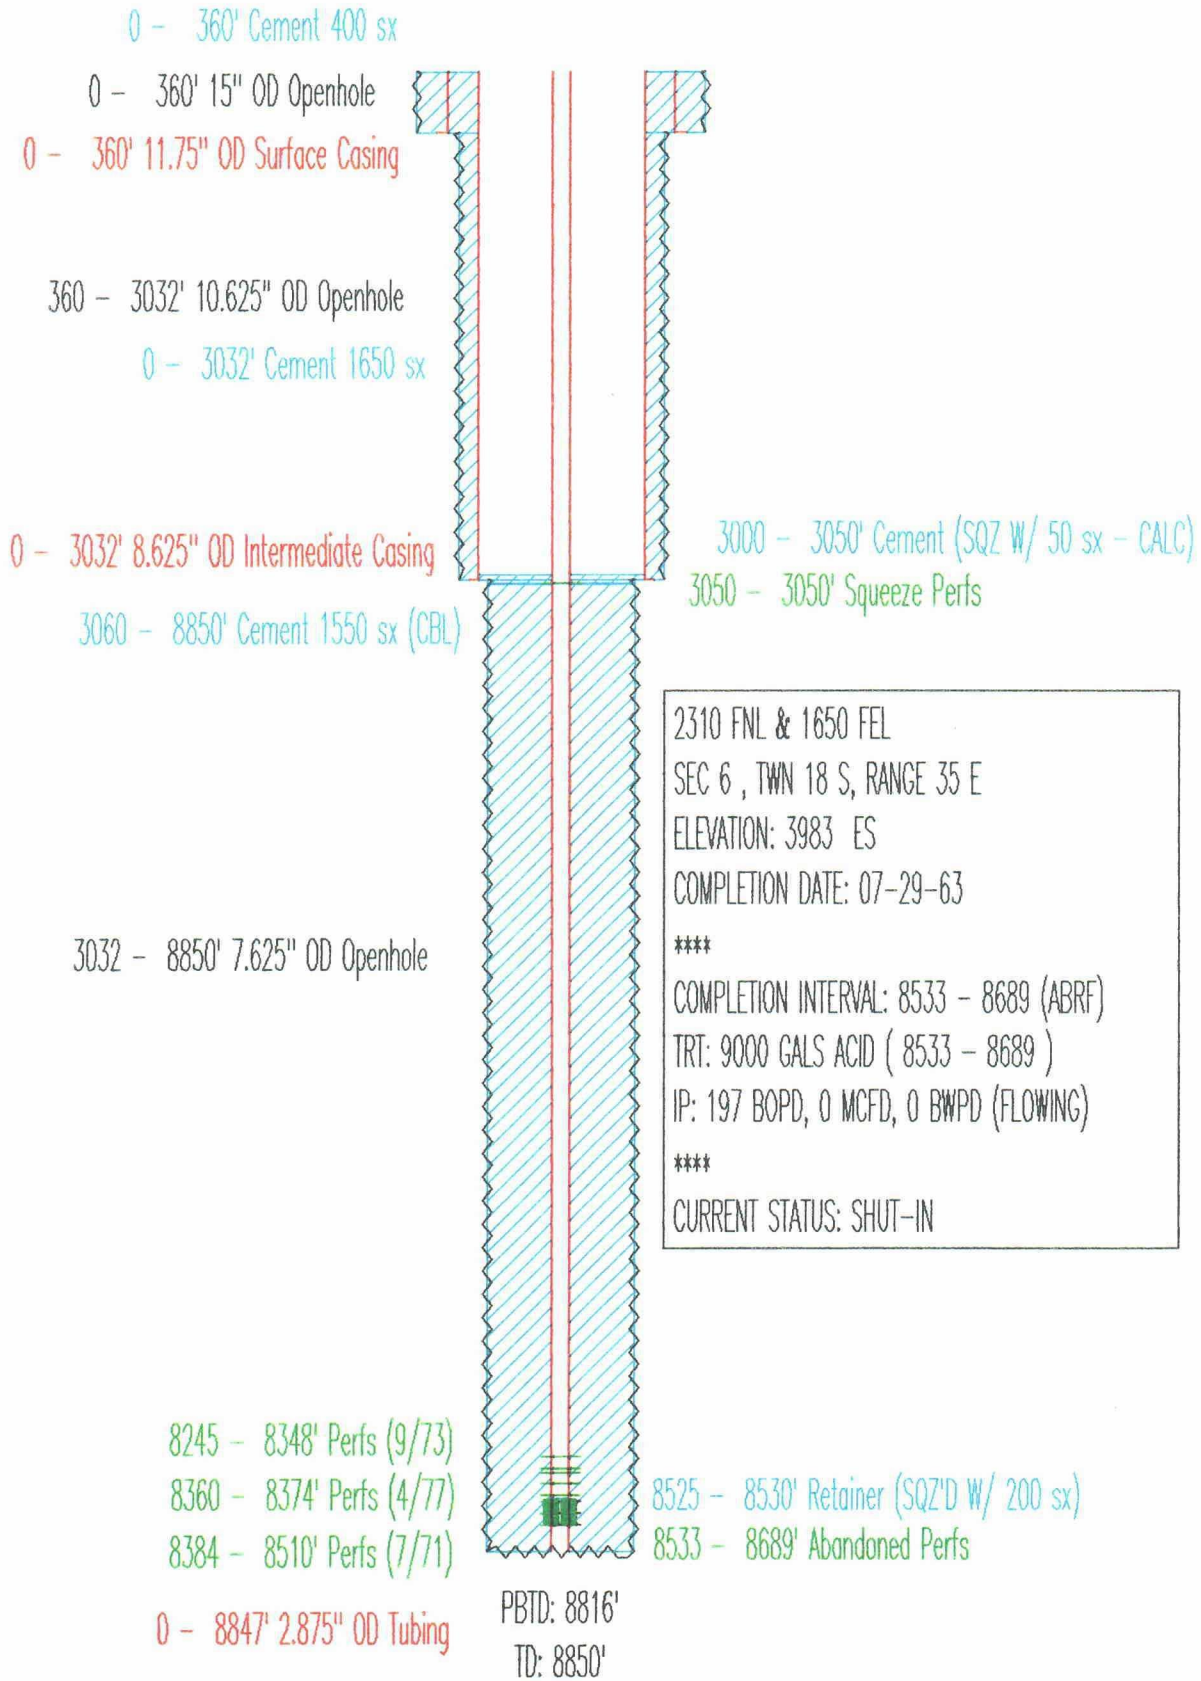 0 - 360' Cement 400 sx
0 - 360' 15" OD Openhole
0 - 360' 11.75" OD Surface Casing
360 - 3032' 10.625" OD Openhole
0 - 3032' Cement 1650 sx
0 - 3032' 8.625" OD Intermediate Casing
3000 - 3050' Cement (SQZ W/ 50 sx - CALC)
3050 - 3050' Squeeze Perfs
3060 - 8850' Cement 1550 sx (CBL)
2310 FNL & 1650 FEL
SEC 6 , TWN 18 S, RANGE 35 E
ELEVATION: 3983 ES
COMPLETION DATE: 07-29-63
****
COMPLETION INTERVAL: 8533 - 8689 (ABRF)
TRT: 9000 GALS ACID ( 8533 - 8689 )
IP: 197 BOPD, 0 MCFD, 0 BWPD (FLOWING)
****
CURRENT STATUS: SHUT-IN
3032 - 8850' 7.625" OD Openhole
8245 - 8348' Perfs (9/73)
8360 - 8374' Perfs (4/77)
8384 - 8510' Perfs (7/71)
8525 - 8530' Retainer (SQZ'D W/ 200 sx)
8533 - 8689' Abandoned Perfs
0 - 8847' 2.875" OD Tubing
PBTD: 8816'
TD: 8850'